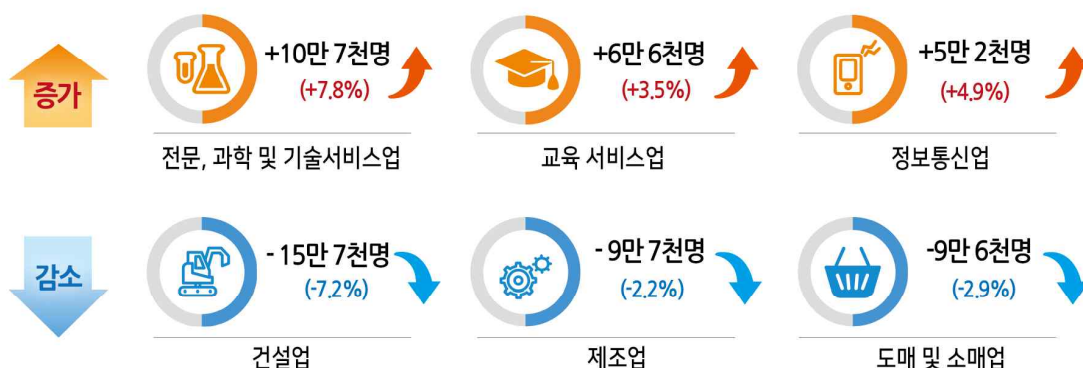 증가
+10만 7천명
(+7.8%)
전문, 과학 및 기술서비스업
+6만 6천명
(+3.5%)
교육 서비스업
+5만 2천명
(+4.9%)
정보통신업
감소
- 15만 7천명
(-7.2%)
건설업
- 9만 7천명
(-2.2%)
제조업
-9만 6천명
(-2.9%)
도매 및 소매업